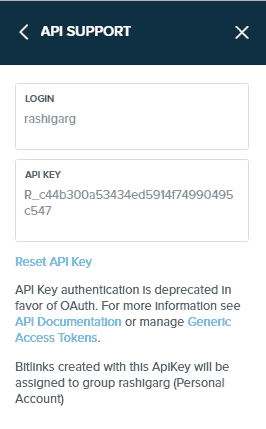 API SUPPORT
LOGIN
rashigarg
API KEY
R_c44b300a53434ed5914f74990495
c547
Reset API Key
API Key authentication is deprecated in
favor of OAuth. For more information see
API Documentation or manage Generic
Access Tokens.
Bitlinks created with this ApiKey will be
assigned to group rashigarg (Personal
Account)